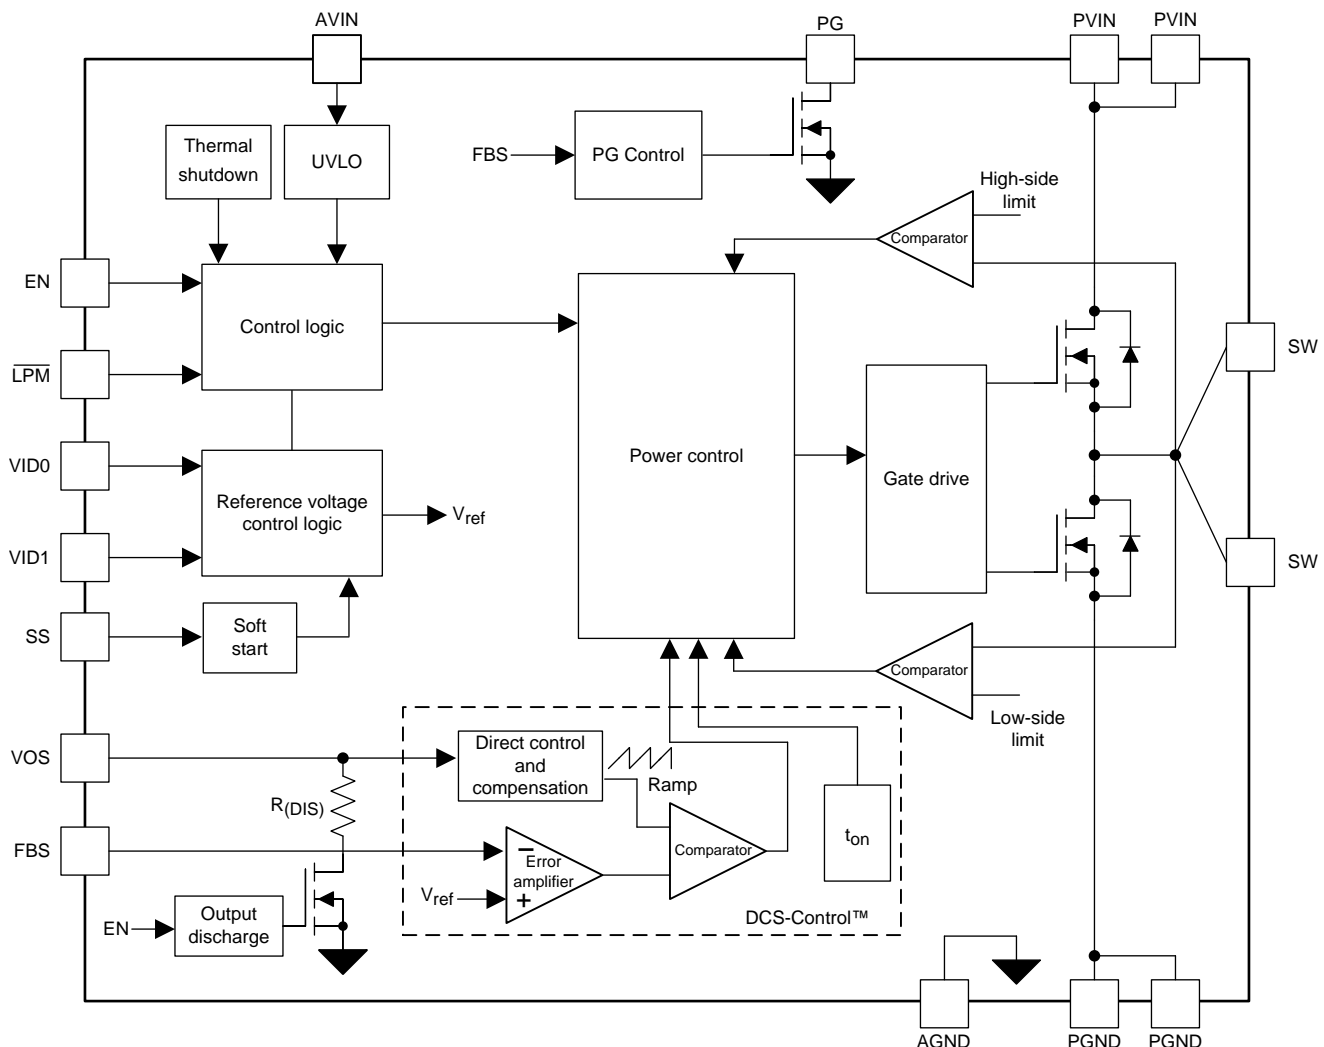 AVIN
PG
PVIN
PVIN
Thermal
shutdown
UVLO
FBS
PG Control
High-side
limit
Comparator
EN
Control logic
LPM
SW
Power control
Gate drive
VID0
Reference voltage
control logic
Vref
VID1
SW
SS
Soft
start
Comparator
Low-side
limit
VOS
Direct control
and
compensation
Ramp
R(DIS)
FBS
ton
Comparator
Error
amplifier
−
+
Vref
EN
Output
discharge
DCS-Control™
AGND
PGND
PGND